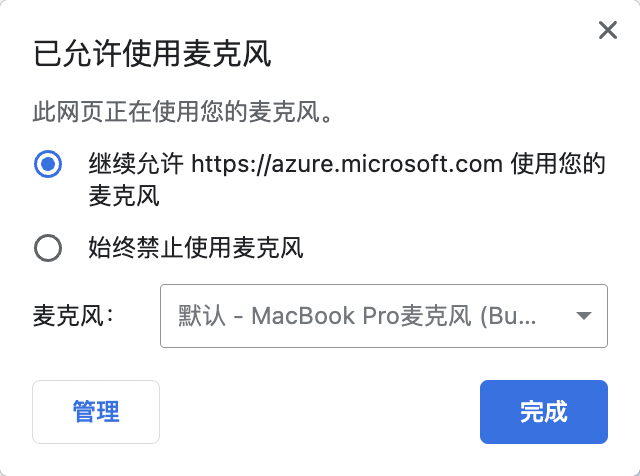 已允许使用麦克风
此网页正在使用您的麦克风。
继续允许 https://azure.microsoft.com 使用您的
麦克风
始终禁止使用麦克风
麦克风：
默认 - MacBook Pro麦克风 (Bu...
管理
完成